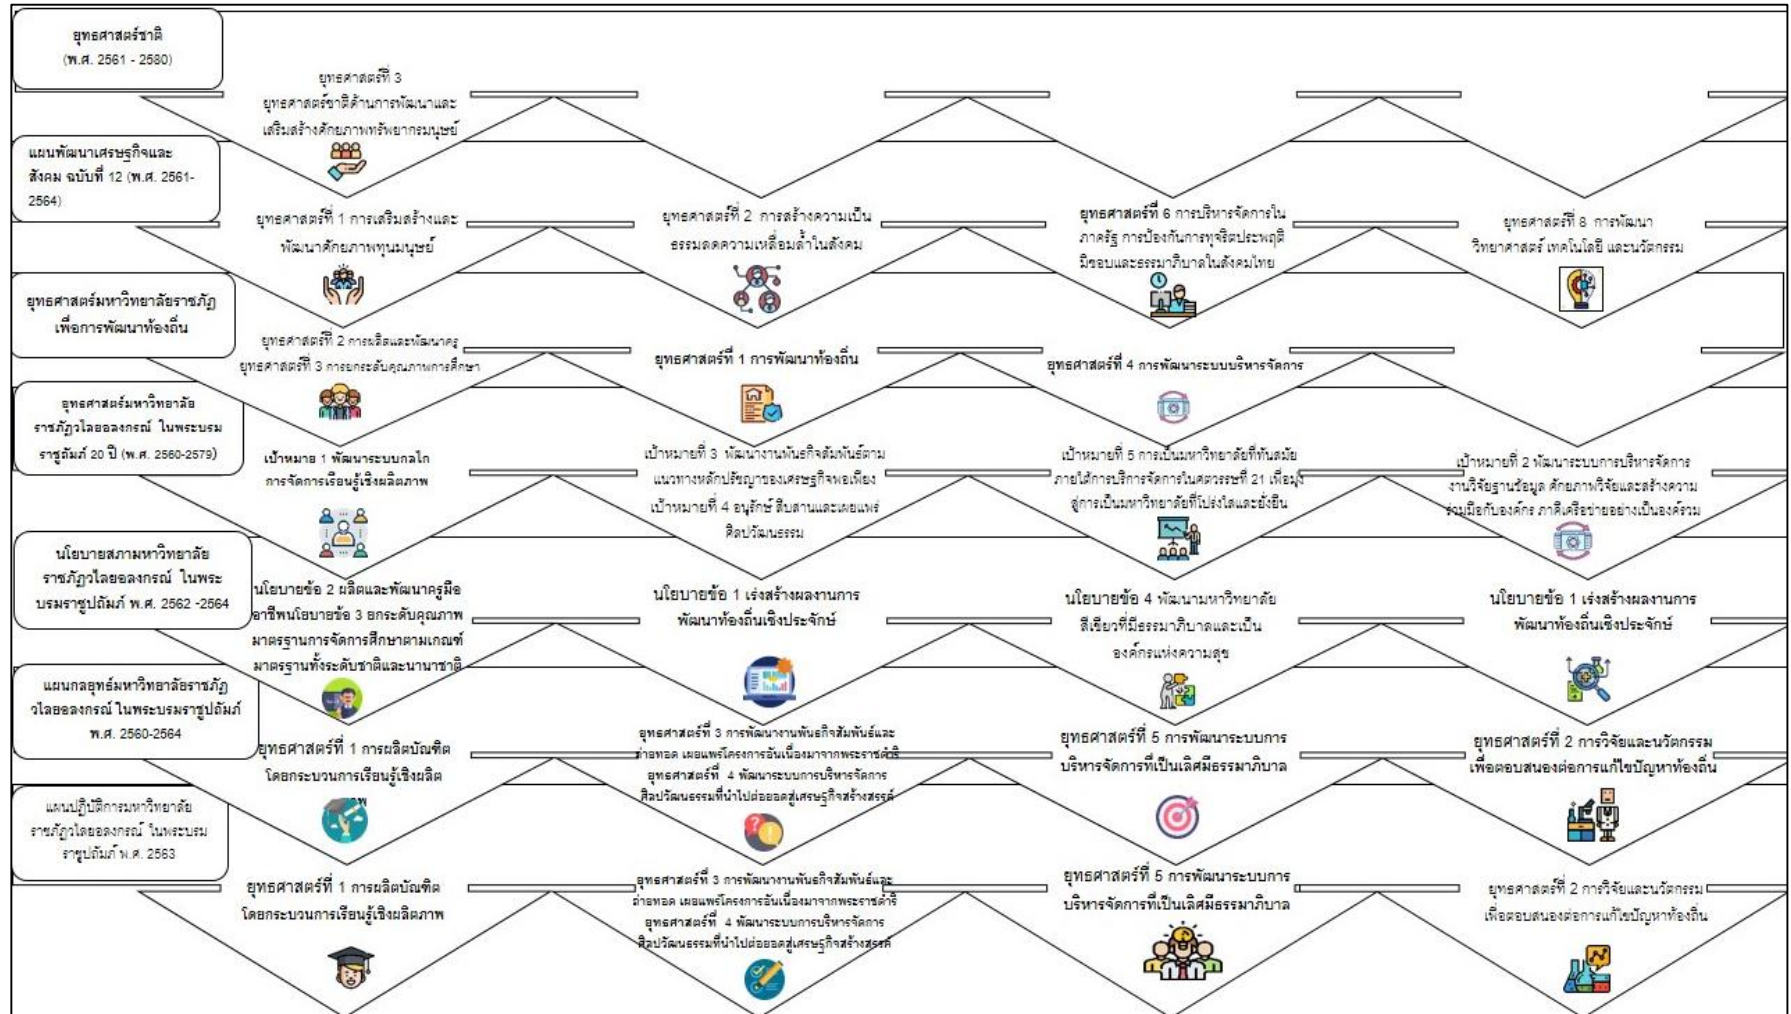 ยุทธศาสตร์ชาติ
(พ.ศ. 2561 - 2580)
ยุทธศาสตร์ที่ 3
ยุทธศาสตร์ชาติด้านการพัฒนาและ
เสริมสร้างศักยภาพทรัพยากรมนุษย์
แผนพัฒนาเศรษฐกิจและ
สังคม ฉบับที่ 12 (พ.ศ. 2561-
2564)
ยุทธศาสตร์ที่ 1 การเสริมสร้างและ
พัฒนาศักยภาพทุนมนุษย์
ยุทธศาสตร์ที่ 2 การสร้างความเป็น
ธรรมลดความเหลื่อมล้ำในสังคม
ยุทธศาสตร์ที่ 6 การบริหารจัดการใน
ภาครัฐ การป้องกันการทุจริตประพฤติ
มิชอบและธรรมาภิบาลในสังคมไทย
ยุทธศาสตร์ที่ 8 การพัฒนา
วิทยาศาสตร์ เทคโนโลยี และนวัตกรรม
ยุทธศาสตร์มหาวิทยาลัยราชภัฏ
เพื่อการพัฒนาท้องถิ่น
ยุทธศาสตร์ที่ 2 การผลิตและพัฒนาครู
ยุทธศาสตร์ที่ 3 การยกระดับคุณภาพการศึกษา
ยุทธศาสตร์ที่ 1 การพัฒนาท้องถิ่น
ยุทธศาสตร์ที่ 4 การพัฒนาระบบบริหารจัดการ
ยุทธศาสตร์มหาวิทยาลัย
ราชภัฏวไลยอลงกรณ์ ในพระบรม
ราชูถัมภ์ 20 ปี (พ.ศ. 2560-2579)
เป้าหมาย 1 พัฒนาระบบกลไก
การจัดการเรียนรู้เชิงผลิตภาพ
เป้าหมายที่ 3 พัฒนางานพันธกิจสัมพันธ์ตาม
แนวทางหลักปรัชญาของเศรษฐกิจพอเพียง
เป้าหมายที่ 4 อนุรักษ์ สืบสานและเผยแพร่
ศิลปวัฒนธรรม
เป้าหมายที่ 5 การเป็นมหาวิทยาลัยที่ทันสมัย
ภายใต้การบริการจัดการในศตวรรษที่ 21 เพื่อมุ่ง
สู่การเป็นมหาวิทยาลัยที่โปร่งใสและยั่งยืน
เป้าหมายที่ 2 พัฒนาระบบการบริหารจัดการ
งานวิจัยฐานข้อมูล ศักยภาพวิจัยและสร้างความ
ร่วมมือกับองค์กร ภาคีเครือข่ายอย่างเป็นองค์รวม
นโยบายสภามหาวิทยาลัย
ราชภัฏวไลยอลงกรณ์ ในพระ
บรมราชูปถัมภ์ พ.ศ. 2562 -2564
นโยบายข้อ 2 ผลิตและพัฒนาครูมือ
อาชีพนโยบายข้อ 3 ยกระดับคุณภาพ
มาตรฐานการจัดการศึกษาตามเกณฑ์
มาตรฐานทั้งระดับชาติและนานาชาติ
นโยบายข้อ 1 เร่งสร้างผลงานการ
พัฒนาท้องถิ่นเชิงประจักษ์
นโยบายข้อ 4 พัฒนามหาวิทยาลัย
สีเขียวที่มีธรรมาภิบาลและเป็น
องค์กรแห่งความสุข
นโยบายข้อ 1 เร่งสร้างผลงานการ
พัฒนาท้องถิ่นเชิงประจักษ์
แผนกลยุทธ์มหาวิทยาลัยราชภัฏ
วไลยอลงกรณ์ ในพระบรมราชูปถัมภ์
พ.ศ. 2560-2564
ยุทธศาสตร์ที่ 1 การผลิตบัณฑิต
โดยกระบวนการเรียนรู้เชิงผลิต
ยุทธศาสตร์ที่ 3 การพัฒนางานพันธกิจสัมพันธ์และ
ถ่ายทอด เผยแพร่โครงการอันเนื่องมาจากพระราชดำริ
ยุทธศาสตร์ที่ 4 พัฒนาระบบการบริหารจัดการ
ศิลปวัฒนธรรมที่นำไปต่อยอดสู่เศรษฐกิจสร้างสรรค์
ยุทธศาสตร์ที่ 5 การพัฒนาระบบการ
บริหารจัดการที่เป็นเลิศมีธรรมาภิบาล
ยุทธศาสตร์ที่ 2 การวิจัยและนวัตกรรม
เพื่อตอบสนองต่อการแก้ไขปัญหาท้องถิ่น
แผนปฏิบัติการมหาวิทยาลัย
ราชภัฏวไลยอลงกรณ์ ในพระบรม
ราชูปถัมภ์ พ.ศ. 2563
ยุทธศาสตร์ที่ 1 การผลิตบัณฑิต
โดยกระบวนการเรียนรู้เชิงผลิตภาพ
ยุทธศาสตร์ที่ 3 การพัฒนางานพันธกิจสัมพันธ์และ
ถ่ายทอด เผยแพร่โครงการอันเนื่องมาจากพระราชดำริ
ยุทธศาสตร์ที่ 4 พัฒนาระบบการบริหารจัดการ
ศิลปวัฒนธรรมที่นำไปต่อยอดสู่เศรษฐกิจสร้างสรรค์
ยุทธศาสตร์ที่ 5 การพัฒนาระบบการ
บริหารจัดการที่เป็นเลิศมีธรรมาภิบาล
ยุทธศาสตร์ที่ 2 การวิจัยและนวัตกรรม
เพื่อตอบสนองต่อการแก้ไขปัญหาท้องถิ่น